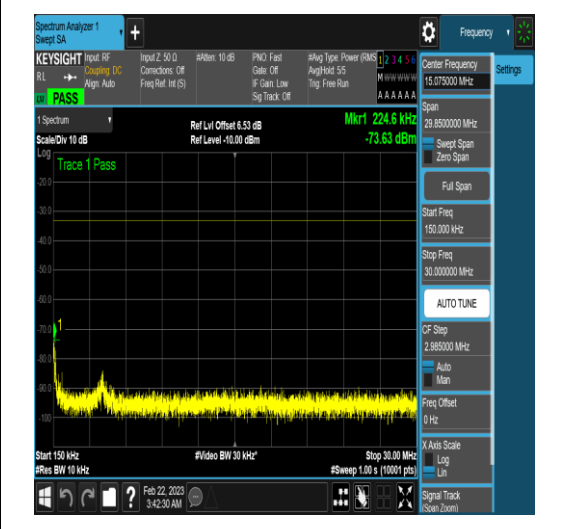 Spectrum Analyzer 1
Swept SA
Frequency
KEYSIGHT
Input: RF
Coupling: DC
Align: Auto
Input Z: 50 Ω
Corrections: Off
Freq Ref: Int (S)
#Atten: 10 dB
PNO: Fast
Gate: Off
IF Gain: Low
Sig Track: Off
#Avg Type: Power (RMS
Avg|Hold: 5/5
Trig: Free Run
1 2 3 4 5 6
M W W W W W
A A A A A A
R L
PASS
1 Spectrum
Scale/Div 10 dB
Ref Lvl Offset 6.53 dB
Ref Level -10.00 dBm
Mkr1 224.6 kHz
-73.63 dBm
Log
Trace 1 Pass
-20.0
-30.0
-40.0
-50.0
-60.0
-70.0
-80.0
-90.0
-100
1
Start 150 kHz
#Res BW 10 kHz
#Video BW 30 kHz*
Stop 30.00 MHz
#Sweep 1.00 s (10001 pts)
Feb 22, 2023
3:42:30 AM
Settings
Center Frequency
15.075000 MHz
Span
29.8500000 MHz
Swept Span
Zero Span
Full Span
Start Freq
150.000 kHz
Stop Freq
30.000000 MHz
AUTO TUNE
CF Step
2.985000 MHz
Auto
Man
Freq Offset
0 Hz
X Axis Scale
Log
Lin
Signal Track
(Span Zoom)